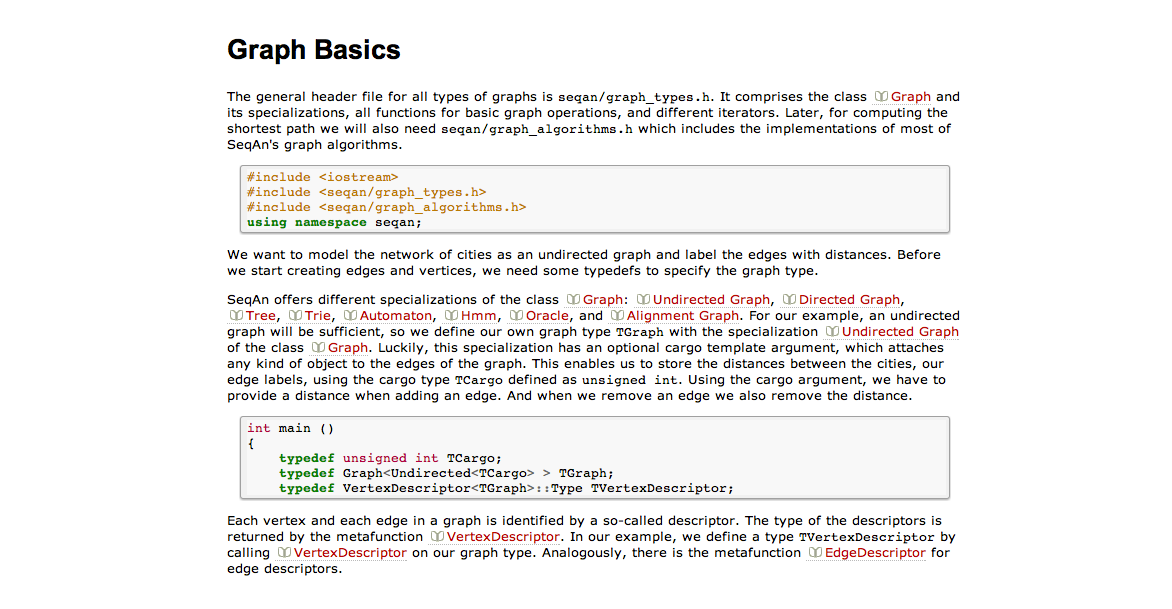 Graph Basics
The general header file for all types of graphs is seqan/graph_types.h. It comprises the class Graph and
its specializations, all functions for basic graph operations, and different iterators. Later, for computing the
shortest path we will also need seqan/graph_algorithms.h which includes the implementations of most of
SeqAn's graph algorithms.
#include <iostream>
#include <seqan/graph_types.h>
#include <seqan/graph_algorithms.h>
using namespace seqan;
We want to model the network of cities as an undirected graph and label the edges with distances. Before
we start creating edges and vertices, we need some typedefs to specify the graph type.
SeqAn offers different specializations of the class Graph: Undirected Graph, Directed Graph,
Tree, Trie, Automaton, Hmm, Oracle, and Alignment Graph. For our example, an undirected
graph will be sufficient, so we define our own graph type TGraph with the specialization Undirected Graph
of the class Graph. Luckily, this specialization has an optional cargo template argument, which attaches
any kind of object to the edges of the graph. This enables us to store the distances between the cities, our
edge labels, using the cargo type TCargo defined as unsigned int. Using the cargo argument, we have to
provide a distance when adding an edge. And when we remove an edge we also remove the distance.
int main ()
{
    typedef unsigned int TCargo;
    typedef Graph<Undirected<TCargo> > TGraph;
    typedef VertexDescriptor<TGraph>::Type TVertexDescriptor;
Each vertex and each edge in a graph is identified by a so-called descriptor. The type of the descriptors is
returned by the metafunction VertexDescriptor. In our example, we define a type TVertexDescriptor by
calling VertexDescriptor on our graph type. Analogously, there is the metafunction EdgeDescriptor for
edge descriptors.